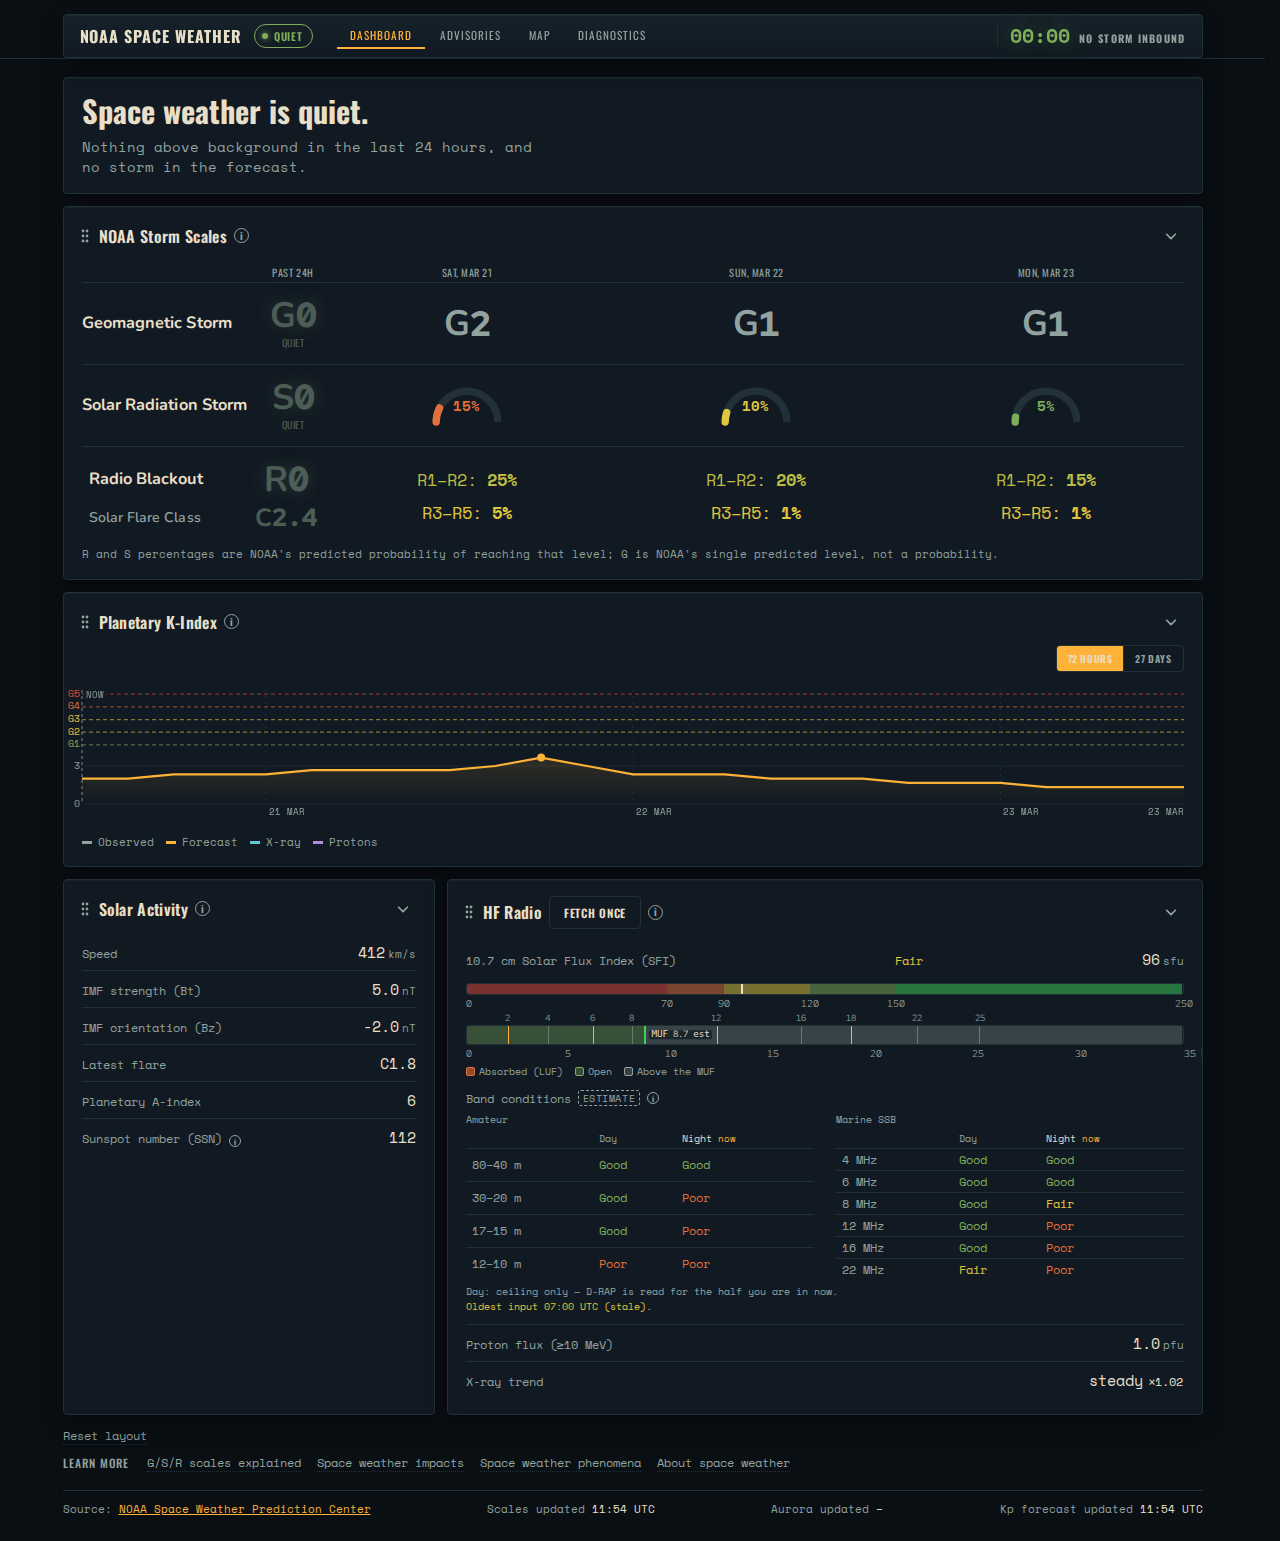 NOAA SPACE WEATHER QUIET DASHBOARD ADVISORIES MAP DIAGNOSTICS 00:00 NO STORM INBOUND
Space weather is quiet.
Nothing above background in the last 24 hours, and
no storm in the forecast.
NOAA Storm Scales
PAST 24H SAT, MAR 21 SUN, MAR 22 MON, MAR 23
Geomagnetic Storm G0 G2 G1 G1
QUIET
Solar Radiation Storm S0 15% 10% 5%
QUIET
Radio Blackout R0 R1–R2: 25% R1–R2: 20% R1–R2: 15%
Solar Flare Class C2.4 R3–R5: 5% R3–R5: 1% R3–R5: 1%
R and S percentages are NOAA's predicted probability of reaching that level; G is NOAA's single predicted level, not a probability.
Planetary K-Index
72 HOURS 27 DAYS
G5 NOW
G4
G3
G2
G1
3
0
21 MAR 22 MAR 23 MAR 23 MAR
Observed Forecast X-ray Protons
Solar Activity
Speed 412 km/s
IMF strength (Bt) 5.0 nT
IMF orientation (Bz) -2.0 nT
Latest flare C1.8
Planetary A-index 6
Sunspot number (SSN) 112
HF Radio FETCH ONCE
10.7 cm Solar Flux Index (SFI) Fair 96 sfu
0 70 90 120 150 250
2 4 6 8 12 16 18 22 25
MUF 8.7 est
0 5 10 15 20 25 30 35
Absorbed (LUF) Open Above the MUF
Band conditions ESTIMATE
Amateur
Day Night now
80–40 m Good Good
30–20 m Good Poor
17–15 m Good Poor
12–10 m Poor Poor
Marine SSB
Day Night now
4 MHz Good Good
6 MHz Good Good
8 MHz Good Fair
12 MHz Good Poor
16 MHz Good Poor
22 MHz Fair Poor
Day: ceiling only — D-RAP is read for the half you are in now.
Oldest input 07:00 UTC (stale).
Proton flux (≥10 MeV) 1.0 pfu
X-ray trend steady ×1.02
Reset layout
LEARN MORE G/S/R scales explained Space weather impacts Space weather phenomena About space weather
Source: NOAA Space Weather Prediction Center Scales updated 11:54 UTC Aurora updated – Kp forecast updated 11:54 UTC